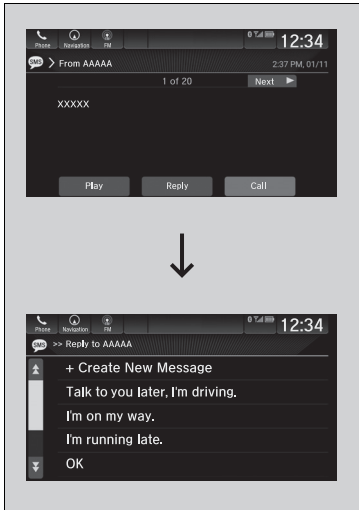 Phone Navigation FM 0 12:34
SMS > From AAAAA 2:37 PM, 01/11
1 of 20 Next
XXXXX
Play Reply Call
Phone Navigation FM 0 12:34
SMS >> Reply to AAAAA
+ Create New Message
Talk to you later, I'm driving.
I'm on my way.
I'm running late.
OK